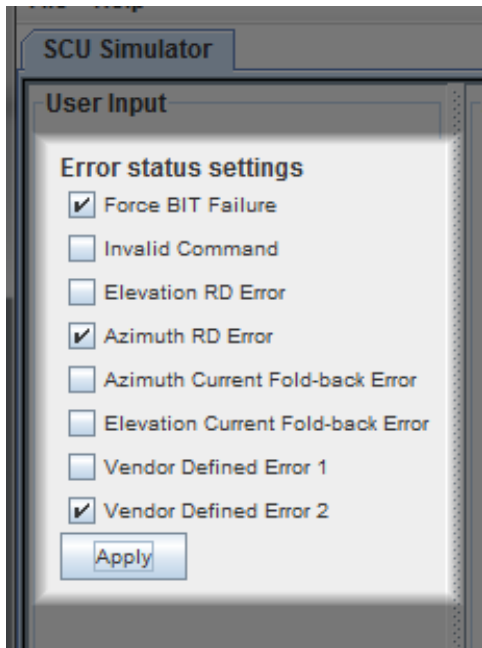 SCU Simulator
User Input
Error status settings
Force BIT Failure
Invalid Command
Elevation RD Error
Azimuth RD Error
Azimuth Current Fold-back Error
Elevation Current Fold-back Error
Vendor Defined Error 1
Vendor Defined Error 2
Apply